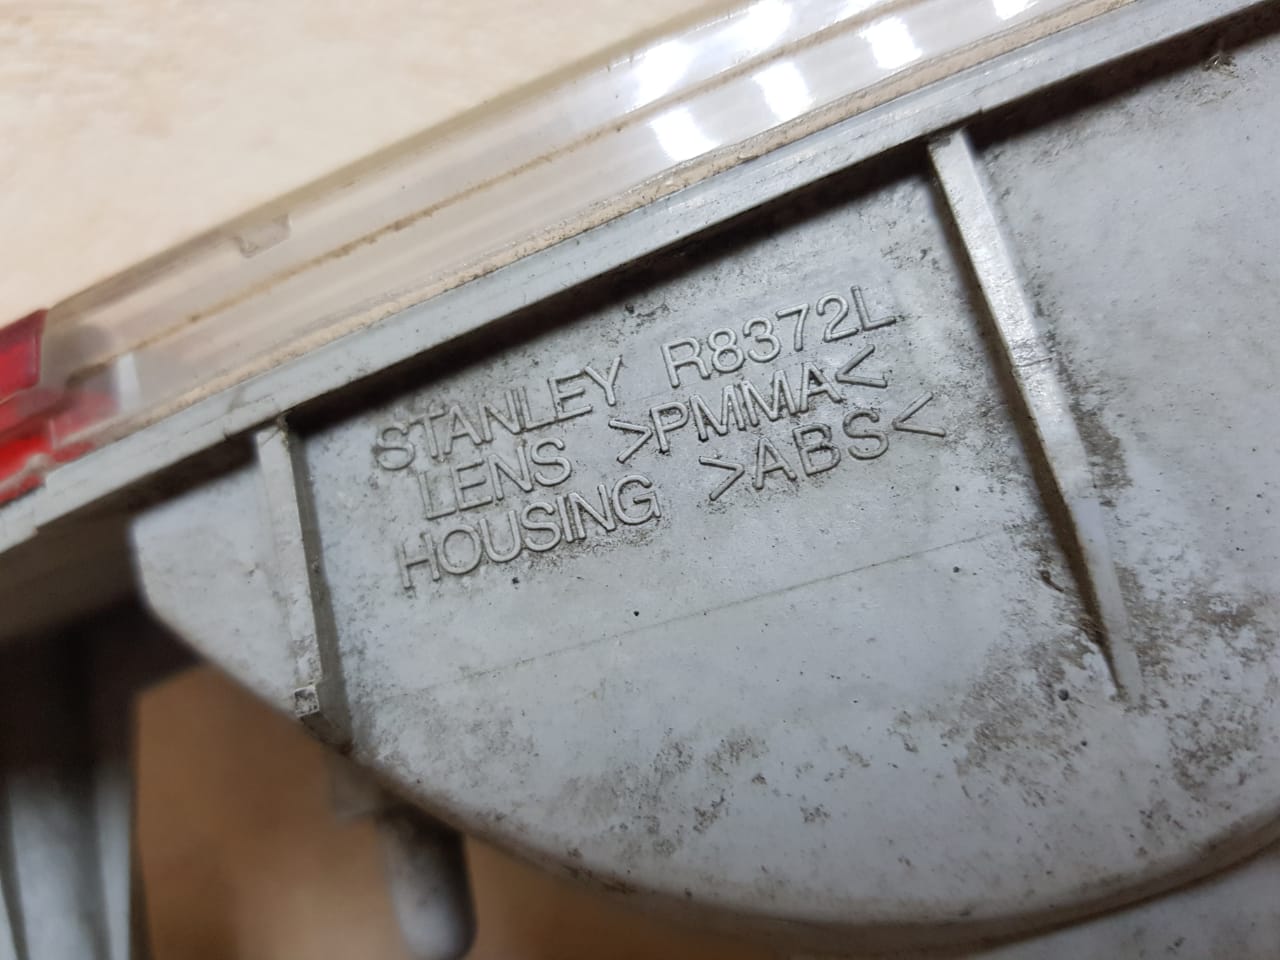 STANLEY R8372L
LENS >PMMA<
HOUSING >ABS<